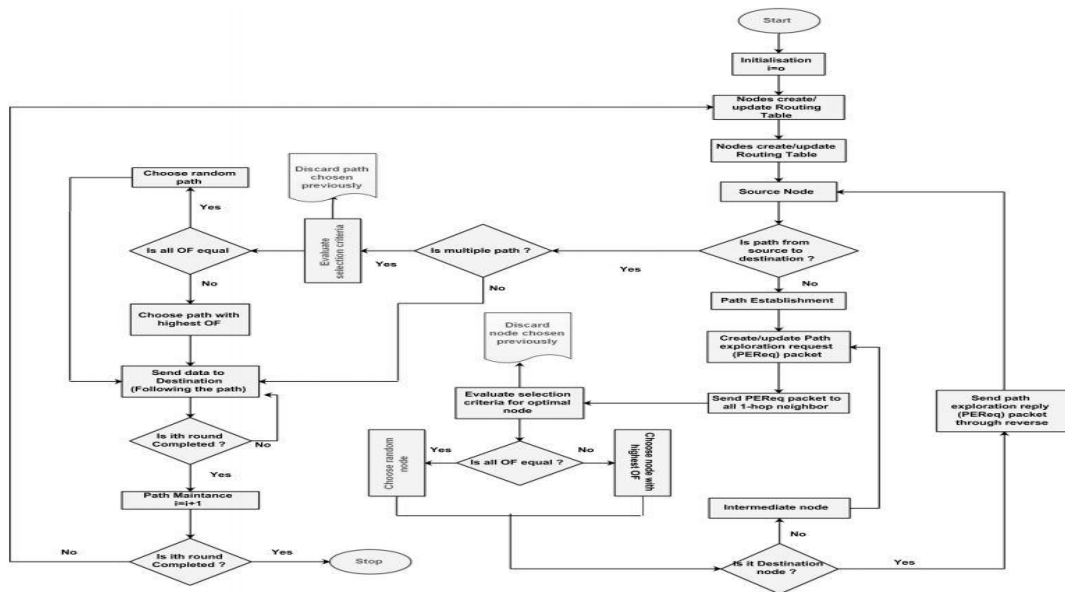 Start
Initialisation
i=o
Nodes create/
update Routing
Table
Nodes create/update
Routing Table
Source Node
Is path from
source to
destination ?
Yes
No
Is multiple path ?
Yes
No
Evaluate
selection criteria
Discard path
chosen
previously
Is all OF equal
Yes
No
Choose random
path
Choose path with
highest OF
Send data to
Destination
(Following the path)
Is ith round
Completed ?
No
Yes
Path Maintance
i=i+1
Is ith round
Completed ?
No
Yes
Stop
Path Establishment
Create/update Path
exploration request
(PEReq) packet
Send PEReq packet to
all 1-hop neighbor
Evaluate selection
criteria for optimal
node
Discard
node chosen
previously
Is all OF equal ?
Yes
No
Choose random
node
Choose node with
highest OF
Is it Destination
node ?
No
Yes
Intermediate node
Send path
exploration reply
(PEReq) packet
through reverse